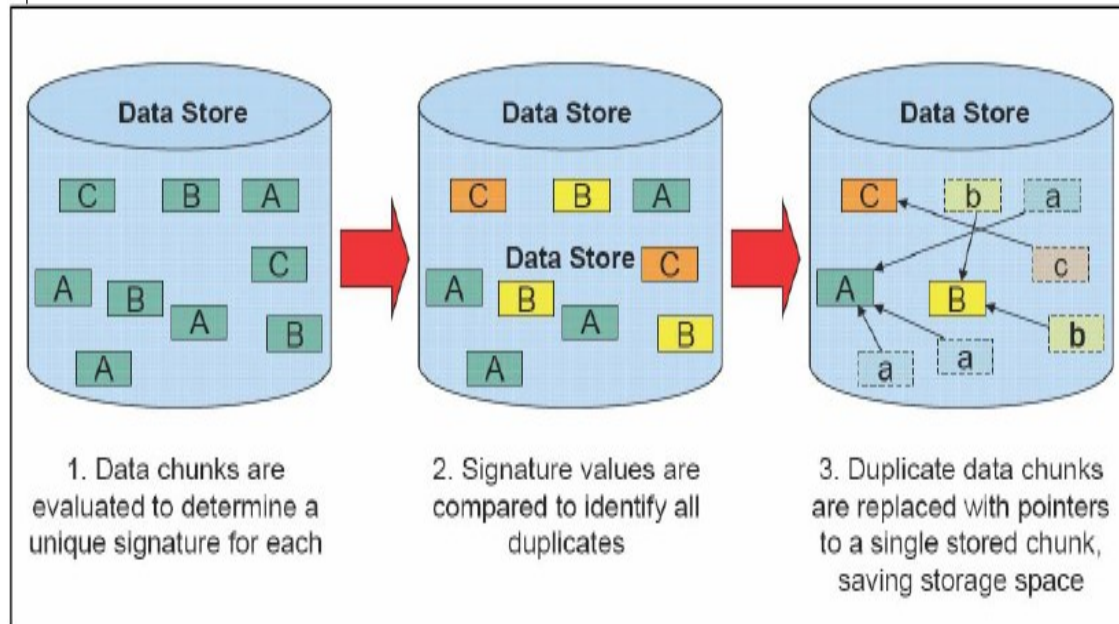 Data Store
C B A
C
A B
A B
A
1. Data chunks are
evaluated to determine a
unique signature for each
Data Store
C B A
Data Store C
A B
A B
A
2. Signature values are
compared to identify all
duplicates
Data Store
C b a
c
A B
b
a a
3. Duplicate data chunks
are replaced with pointers
to a single stored chunk,
saving storage space